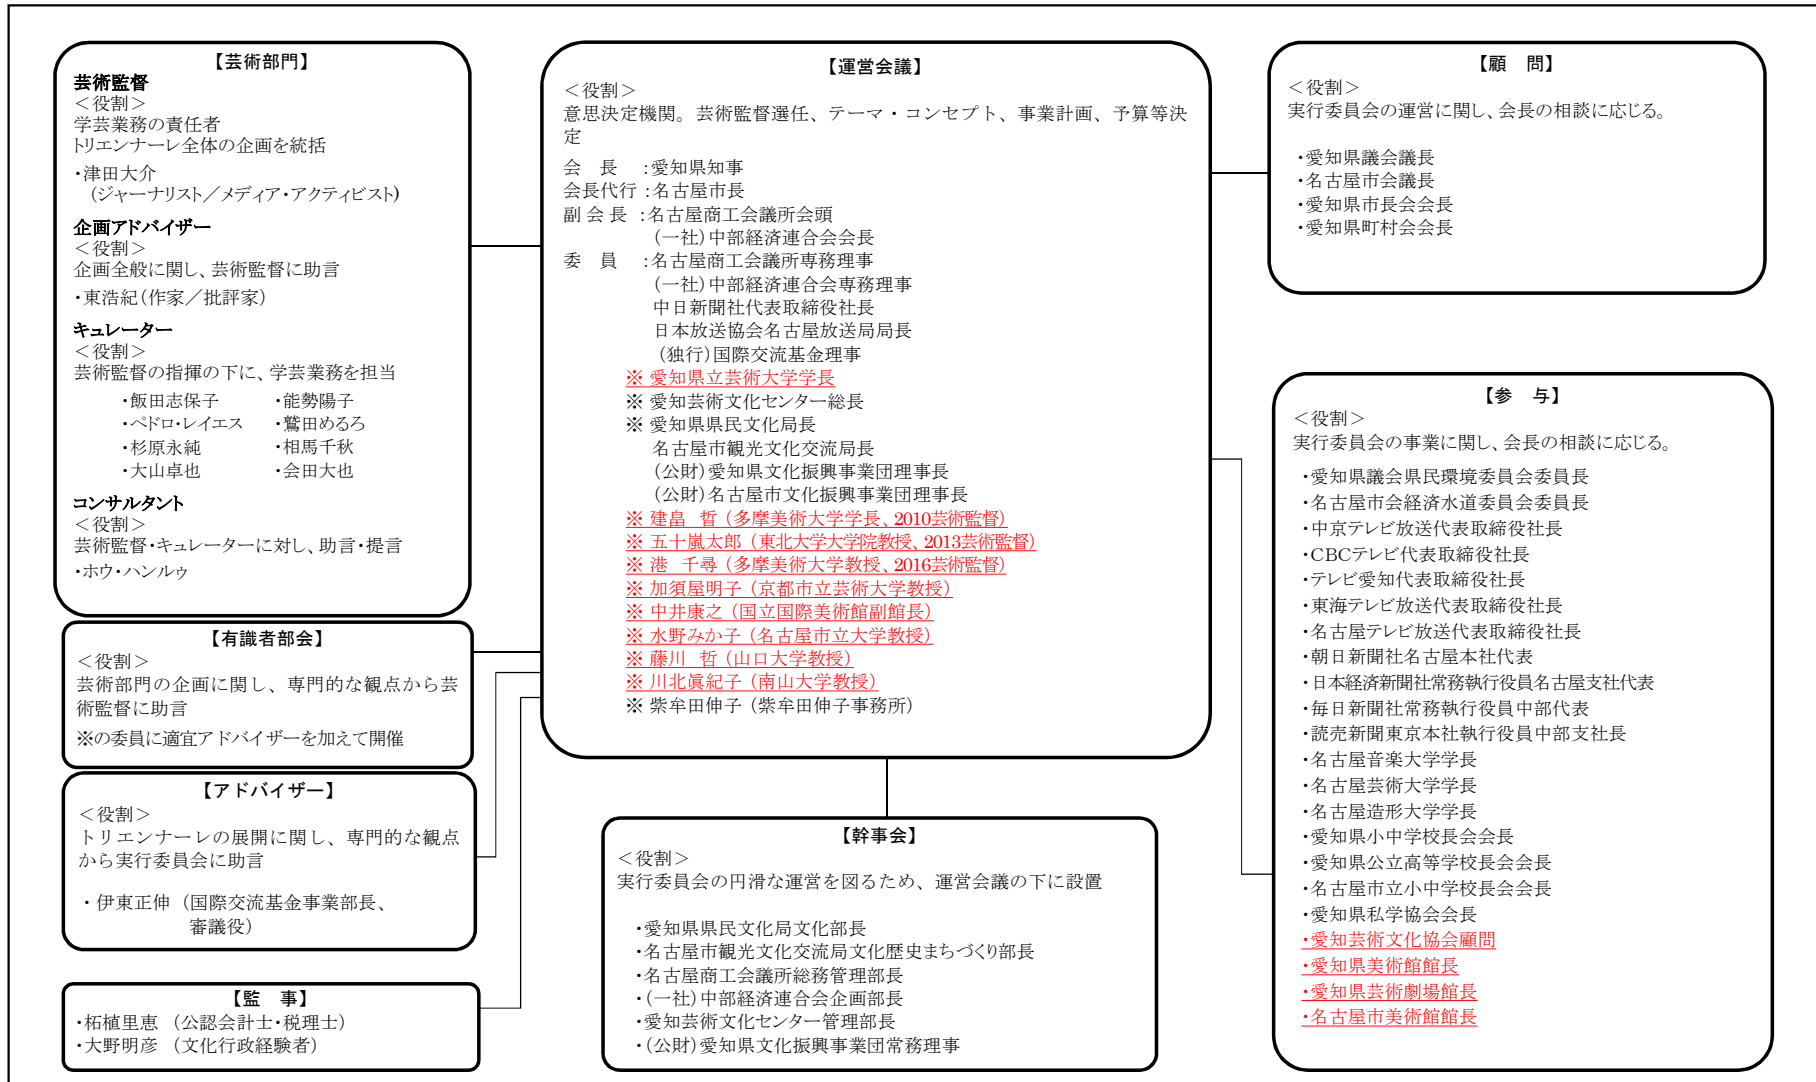 【芸術部門】
芸術監督
＜役割＞
学芸業務の責任者
トリエンナーレ全体の企画を統括
・津田大介
（ジャーナリスト／メディア・アクティビスト）
企画アドバイザー
＜役割＞
企画全般に関し、芸術監督に助言
・東浩紀（作家／批評家）
キュレーター
＜役割＞
芸術監督の指揮の下に、学芸業務を担当
・飯田志保子　・能勢陽子
・ペドロ・レイエス　・鷲田めるろ
・杉原永純　・相馬千秋
・大山卓也　・会田大也
コンサルタント
＜役割＞
芸術監督・キュレーターに対し、助言・提言
・ホウ・ハンルゥ
【有識者部会】
＜役割＞
芸術部門の企画に関し、専門的な観点から芸
術監督に助言
※の委員に適宜アドバイザーを加えて開催
【アドバイザー】
＜役割＞
トリエンナーレの展開に関し、専門的な観点
から実行委員会に助言
・伊東正伸（国際交流基金事業部長、
審議役）
【監　事】
・柘植里恵　（公認会計士・税理士）
・大野明彦　（文化行政経験者）
【運営会議】
＜役割＞
意思決定機関。芸術監督選任、テーマ・コンセプト、事業計画、予算等決
定
会　長　：愛知県知事
会長代行：名古屋市長
副会長：名古屋商工会議所会頭
（一社）中部経済連合会会長
委　員　：名古屋商工会議所専務理事
（一社）中部経済連合会専務理事
中日新聞社代表取締役社長
日本放送協会名古屋放送局局長
（独行）国際交流基金理事
※ 愛知県立芸術大学学長
※ 愛知芸術文化センター総長
※ 愛知県県民文化局長
名古屋市観光文化交流局長
（公財）愛知県文化振興事業団理事長
（公財）名古屋市文化振興事業団理事長
※ 建畠　哲（多摩美術大学学長、2010芸術監督）
※ 五十嵐太郎（東北大学大学院教授、2013芸術監督）
※ 港　千尋（多摩美術大学教授、2016芸術監督）
※ 加須屋明子（京都市立芸術大学教授）
※ 中井康之（国立国際美術館副館長）
※ 水野みか子（名古屋市立大学教授）
※ 藤川　哲（山口大学教授）
※ 川北眞紀子（南山大学教授）
※ 紫牟田伸子（紫牟田伸子事務所）
【幹事会】
＜役割＞
実行委員会の円滑な運営を図るため、運営会議の下に設置
・愛知県県民文化局文化部長
・名古屋市観光文化交流局文化歴史まちづくり部長
・名古屋商工会議所総務管理部長
・（一社）中部経済連合会企画部長
・愛知芸術文化センター管理部長
・（公財）愛知県文化振興事業団常務理事
【顧　問】
＜役割＞
実行委員会の運営に関し、会長の相談に応じる。
・愛知県議会議長
・名古屋市会議長
・愛知県市長会会長
・愛知県町村会会長
【参　与】
＜役割＞
実行委員会の事業に関し、会長の相談に応じる。
・愛知県議会県民環境委員会委員長
・名古屋市会経済水道委員会委員長
・中京テレビ放送代表取締役社長
・CBCテレビ代表取締役社長
・テレビ愛知代表取締役社長
・東海テレビ放送代表取締役社長
・名古屋テレビ放送代表取締役社長
・朝日新聞社名古屋本社代表
・日本経済新聞社常務執行役員名古屋支社代表
・毎日新聞社常務執行役員中部代表
・読売新聞東京本社執行役員中部支社長
・名古屋音楽大学学長
・名古屋芸術大学学長
・名古屋造形大学学長
・愛知県小中学校長会会長
・愛知県公立高等学校長会会長
・名古屋市立小中学校長会会長
・愛知県私学協会会長
・愛知芸術文化協会顧問
・愛知県美術館館長
・愛知県芸術劇場館長
・名古屋市美術館館長